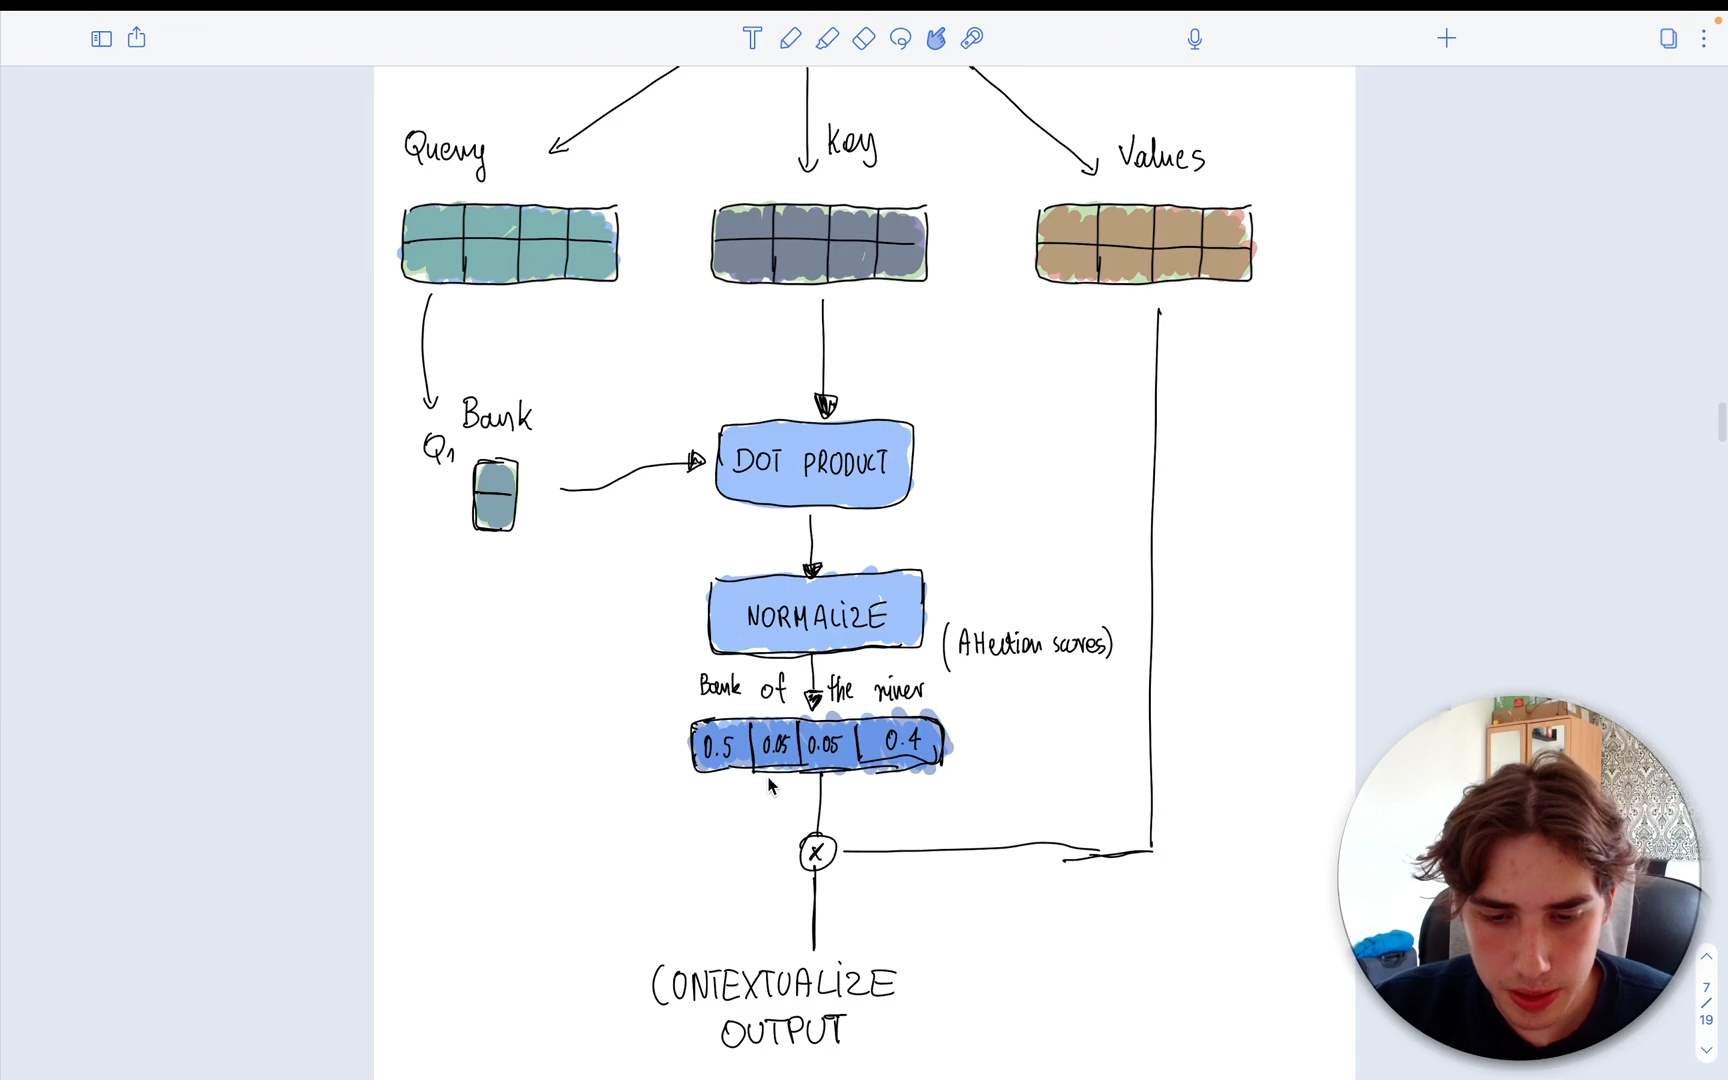 Query
Key
Values
Bank
Q1
DOT PRODUCT
NORMALIZE
(Attention scores)
Bank of the river
0.5 0.05 0.05 0.4
x
CONTEXTUALIZE
OUTPUT
7
/
19